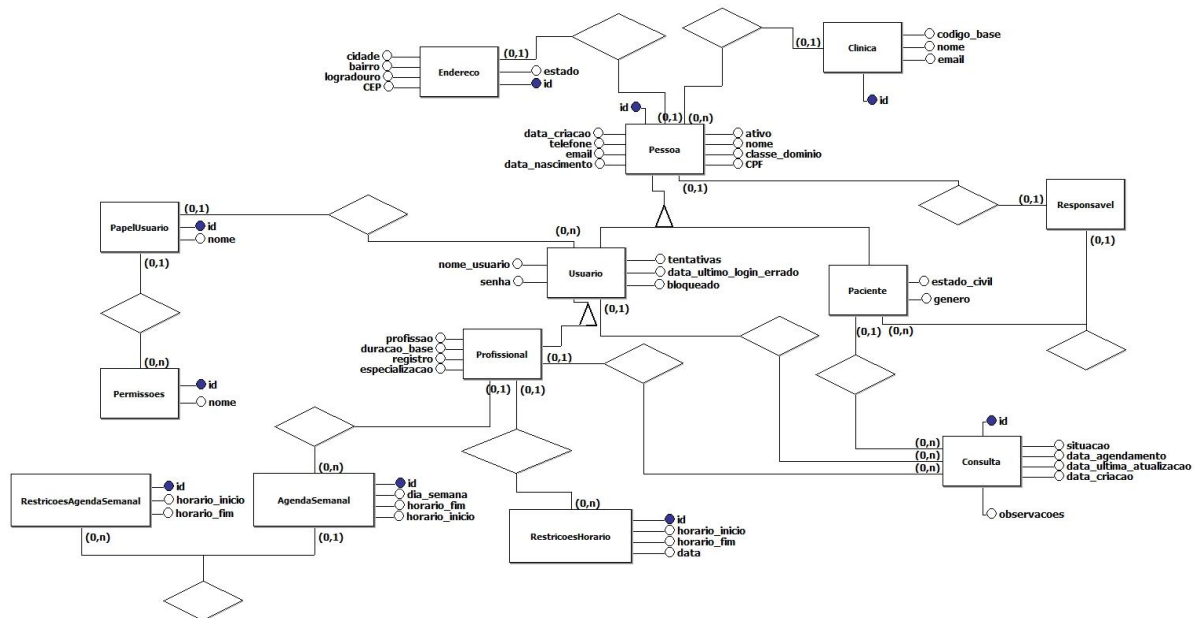 codigo_base
cidade
(0,1)
(0,1)
Clinica
nome
bairro
Endereco
estado
email
logradouro
id
CEP
id
id
(0,1)
(0,n)
data_criacao
ativo
telefone
nome
email
Pessoa
classe_dominio
data_nascimento
CPF
(0,1)
(0,1)
Responsavel
(0,1)
PapelUsuario
id
nome
(0,n)
(0,1)
(0,1)
nome_usuario
Usuario
tentativas
data_ultimo_login_errado
senha
bloqueado
(0,1)
Paciente
estado_civil
genero
(0,1)
(0,n)
profissao
duracao_base
Profissional
registro
(0,1)
especializacao
(0,n)
(0,1)
(0,1)
Permissoes
id
nome
id
(0,n)
situacao
(0,n)
Consulta
data_agendamento
(0,n)
data_ultima_atualizacao
data_criacao
observacoes
(0,n)
RestricoesAgendaSemanal
id
horario_inicio
horario_fim
AgendaSemanal
id
dia_semana
horario_fim
horario_inicio
(0,n)
(0,n)
(0,1)
RestricoesHorario
id
horario_inicio
horario_fim
data